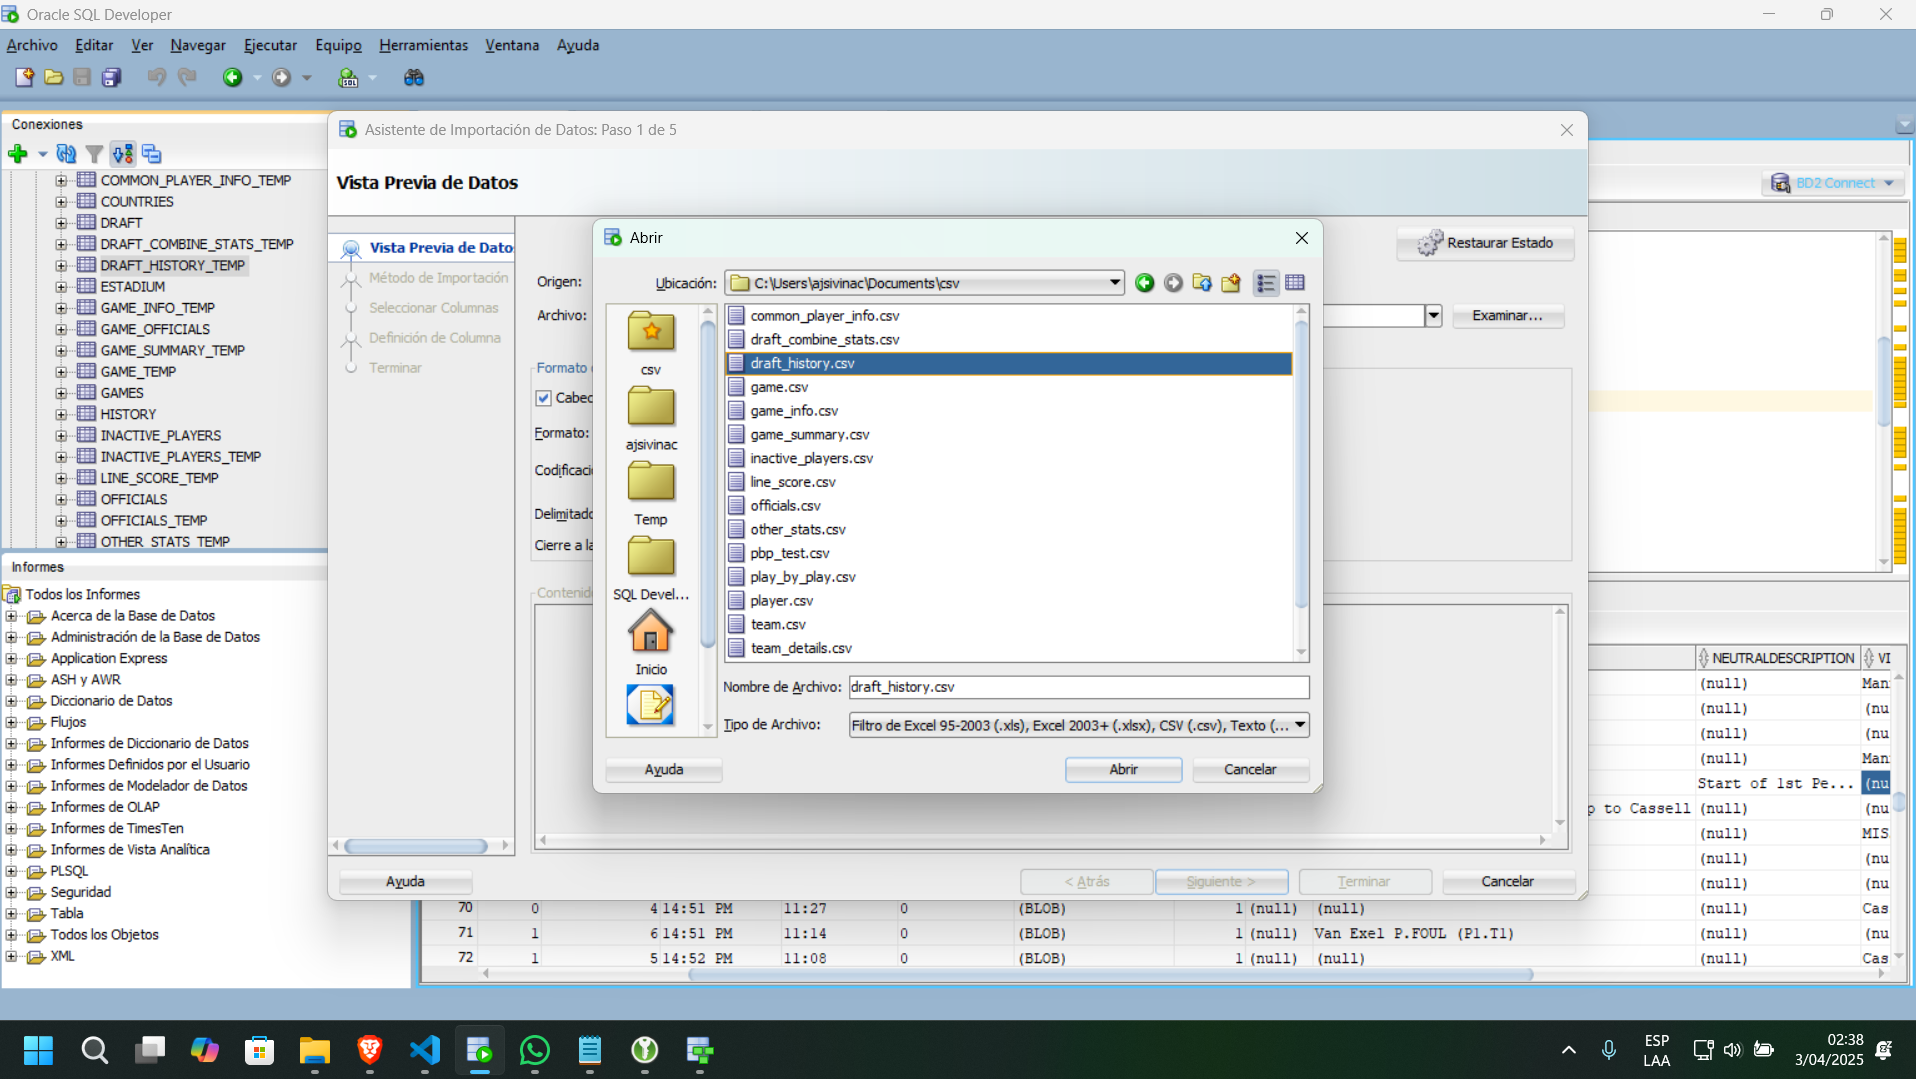 Oracle SQL Developer
Archivo Editar Ver Navegar Ejecutar Equipo Herramientas Ventana Ayuda
Conexiones
COMMON_PLAYER_INFO_TEMP
COUNTRIES
DRAFT
DRAFT_COMBINE_STATS_TEMP
DRAFT_HISTORY_TEMP
ESTADIUM
GAME_INFO_TEMP
GAME_OFFICIALS
GAME_SUMMARY_TEMP
GAME_TEMP
GAMES
HISTORY
INACTIVE_PLAYERS
INACTIVE_PLAYERS_TEMP
LINE_SCORE_TEMP
OFFICIALS
OFFICIALS_TEMP
OTHER_STATS_TEMP
Informes
Todos los Informes
Acerca de la Base de Datos
Administración de la Base de Datos
Application Express
ASH y AWR
Diccionario de Datos
Flujos
Informes de Diccionario de Datos
Informes Definidos por el Usuario
Informes de Modelador de Datos
Informes de OLAP
Informes de TimesTen
Informes de Vista Analítica
PLSQL
Seguridad
Tabla
Todos los Objetos
XML
Asistente de Importación de Datos: Paso 1 de 5
Vista Previa de Datos
Vista Previa de Dato
Método de Importación
Seleccionar Columnas
Definición de Columna
Terminar
Origen:
Archivo:
Examinar...
Restaurar Estado
Formato
Cabec
Formato:
Codificaci
Delimitado
Cierre a la
Contenid
Ayuda
< Atrás
Siguiente >
Terminar
Cancelar
Abrir
Ubicación: C:\Users\ajsivinac\Documents\csv
csv
ajsivinac
Temp
SQL Devel...
Inicio
common_player_info.csv
draft_combine_stats.csv
draft_history.csv
game.csv
game_info.csv
game_summary.csv
inactive_players.csv
line_score.csv
officials.csv
other_stats.csv
pbp_test.csv
play_by_play.csv
player.csv
team.csv
team_details.csv
Nombre de Archivo: draft_history.csv
Tipo de Archivo: Filtro de Excel 95-2003 (.xls), Excel 2003+ (.xlsx), CSV (.csv), Texto (...
Ayuda
Abrir
Cancelar
BD2 Connect
NEUTRALDESCRIPTION VI
(null) Man
(null) (nu
(null) (nu
(null) Man
Start of 1st Pe... (nu
p to Cassell (null) (nu
(null) MIS
(null) (nu
(null) (nu
70 0 4 14:51 PM 11:27 0 (BLOB) 1 (null) (null) (null) Cas
71 1 6 14:51 PM 11:14 0 (BLOB) 1 (null) Van Exel P.FOUL (P1.T1) (null) (nu
72 1 5 14:52 PM 11:08 0 (BLOB) 1 (null) (null) (null) Cas
ESP
LAA
02:38
3/04/2025